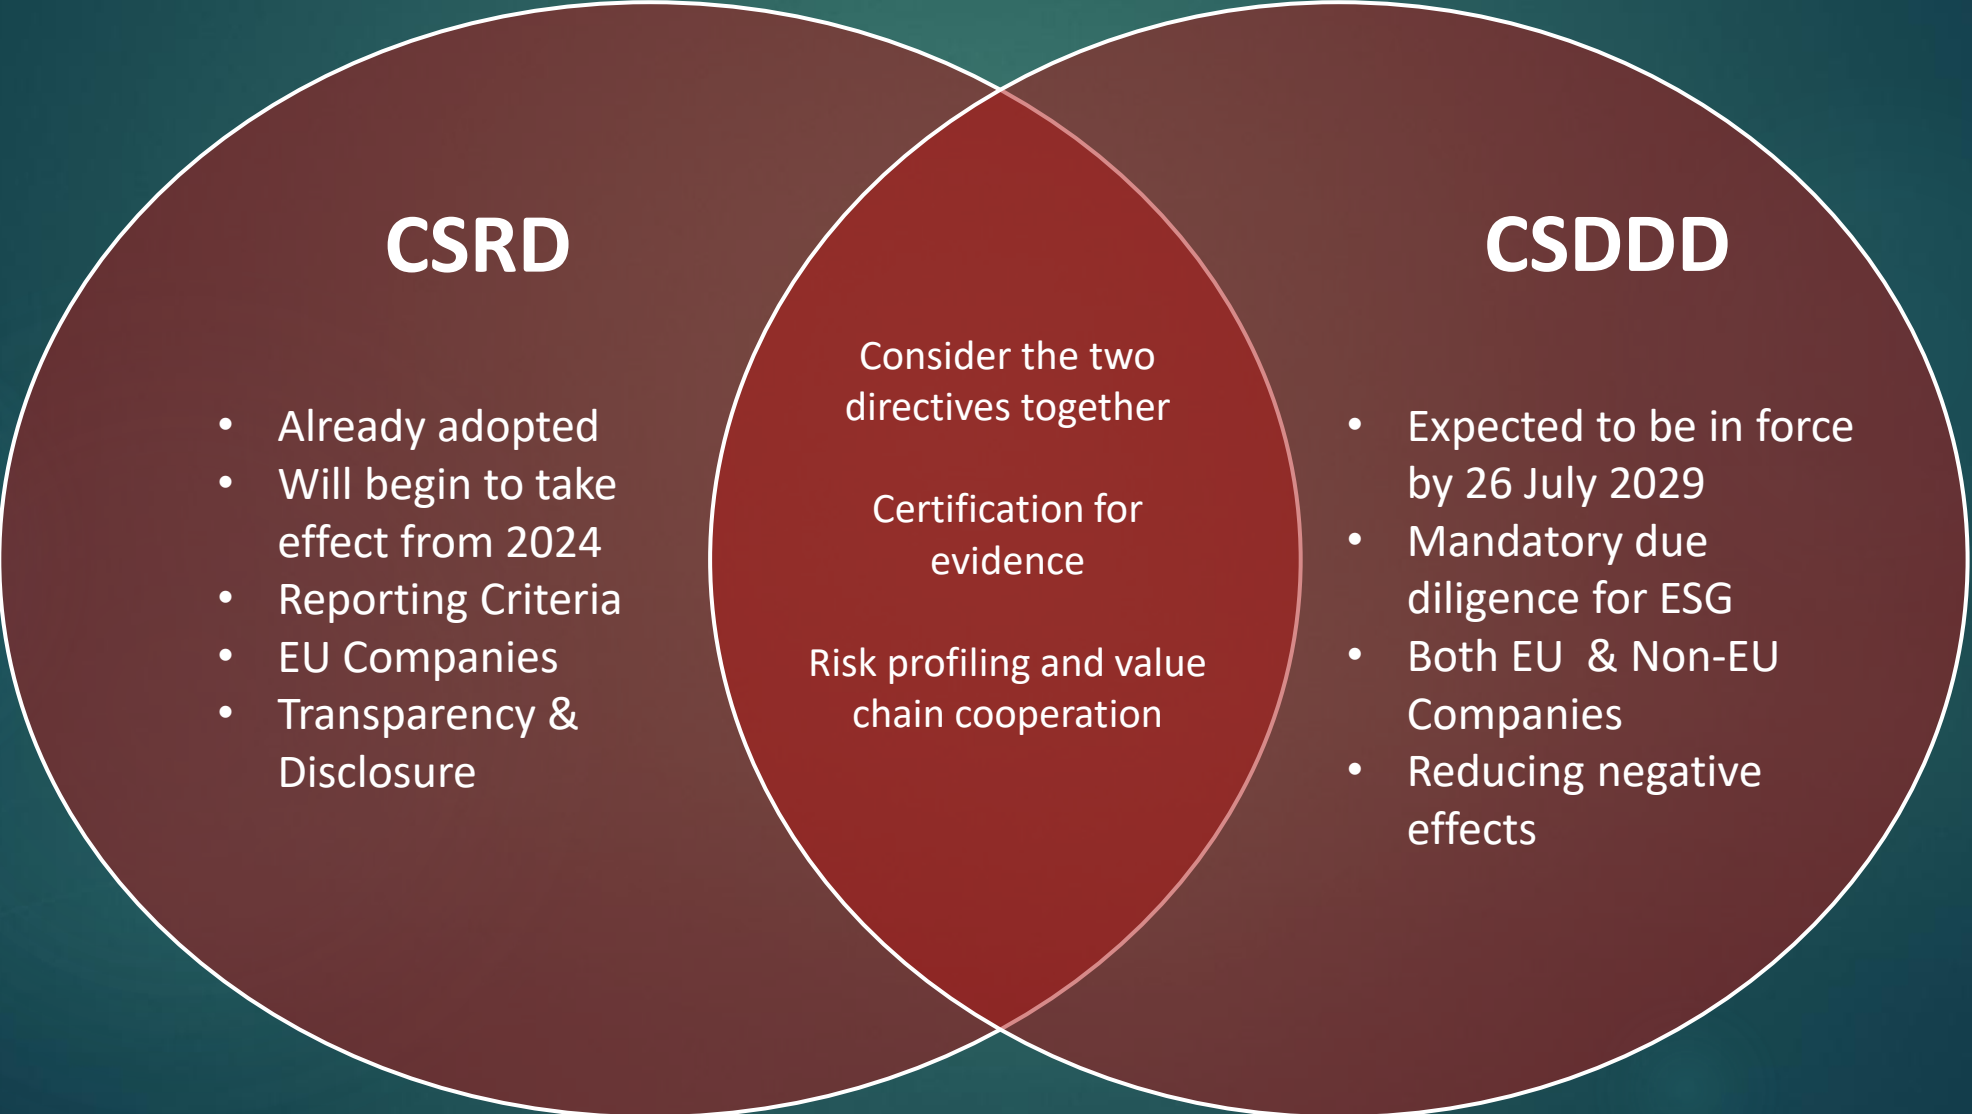 CSRD
• Already adopted
• Will begin to take
effect from 2024
• Reporting Criteria
• EU Companies
• Transparency &
Disclosure
Consider the two
directives together
Certification for
evidence
Risk profiling and value
chain cooperation
CSDDD
• Expected to be in force
by 26 July 2029
• Mandatory due
diligence for ESG
• Both EU  & Non-EU
Companies
• Reducing negative
effects